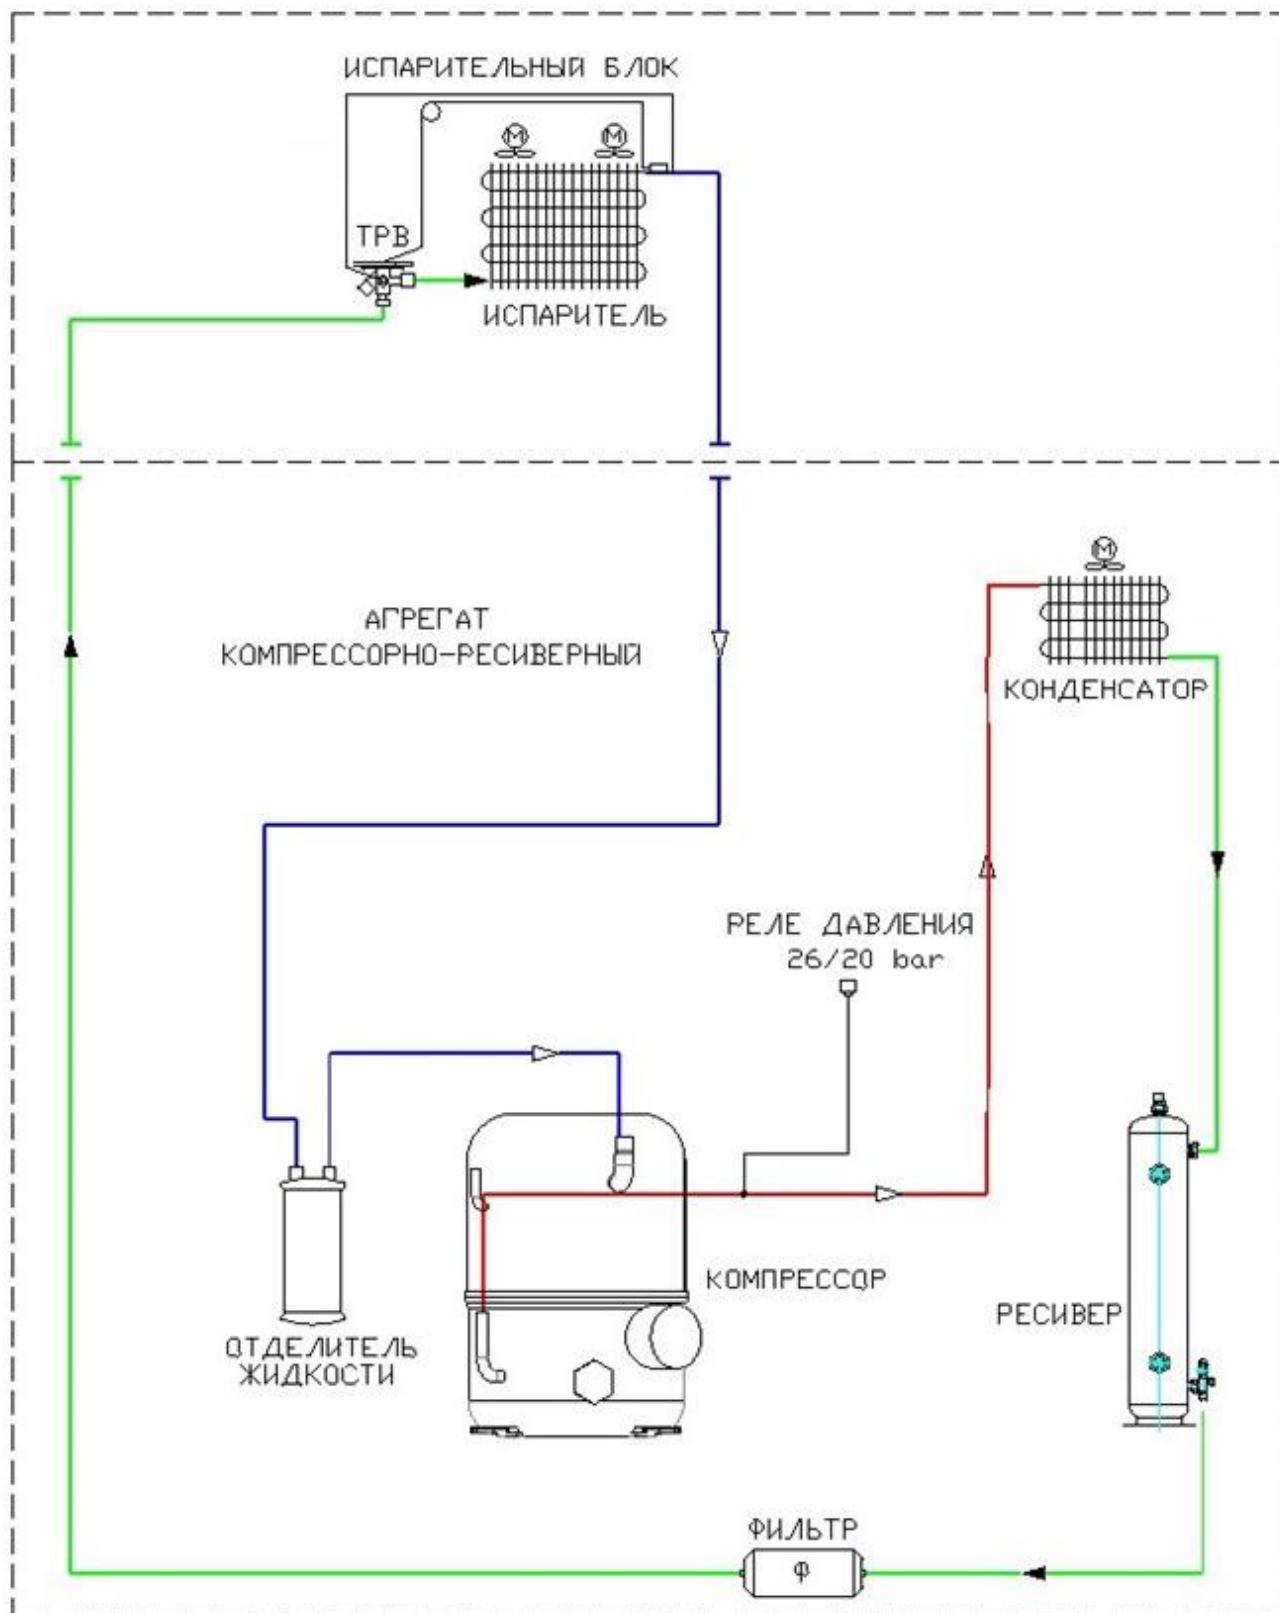 ИСПАРИТЕЛЬНЫЙ БЛОК
М М
ТРВ
ИСПАРИТЕЛЬ
М
АГРЕГАТ
КОМПРЕССОРНО-РЕСИВЕРНЫЙ
КОНДЕНСАТОР
РЕЛЕ ДАВЛЕНИЯ
26/20 bar
КОМПРЕССОР
РЕСИВЕР
ОТДЕЛИТЕЛЬ
ЖИДКОСТИ
ФИЛЬТР
Ф